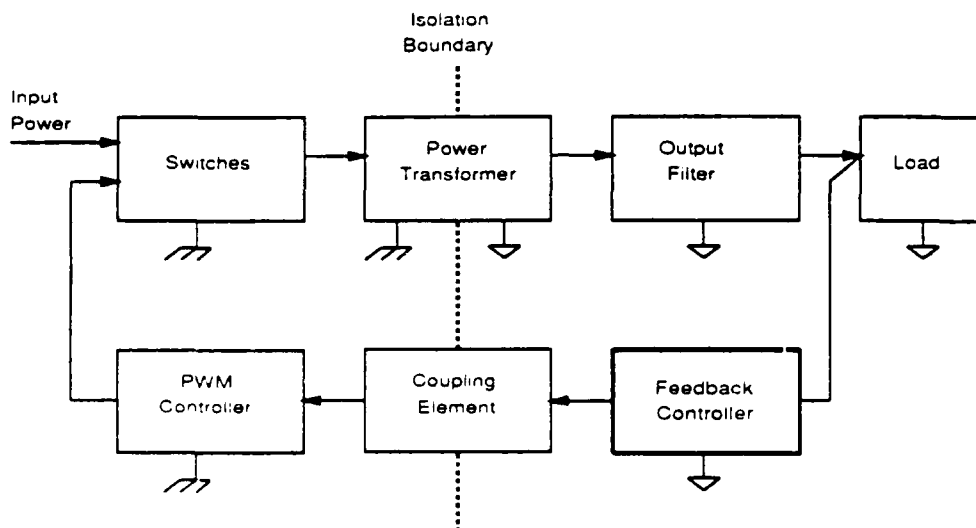 Isolation
Boundary
Input
Power
Switches
Power
Transformer
Output
Filter
Load
PWM
Controller
Coupling
Element
Feedback
Controller